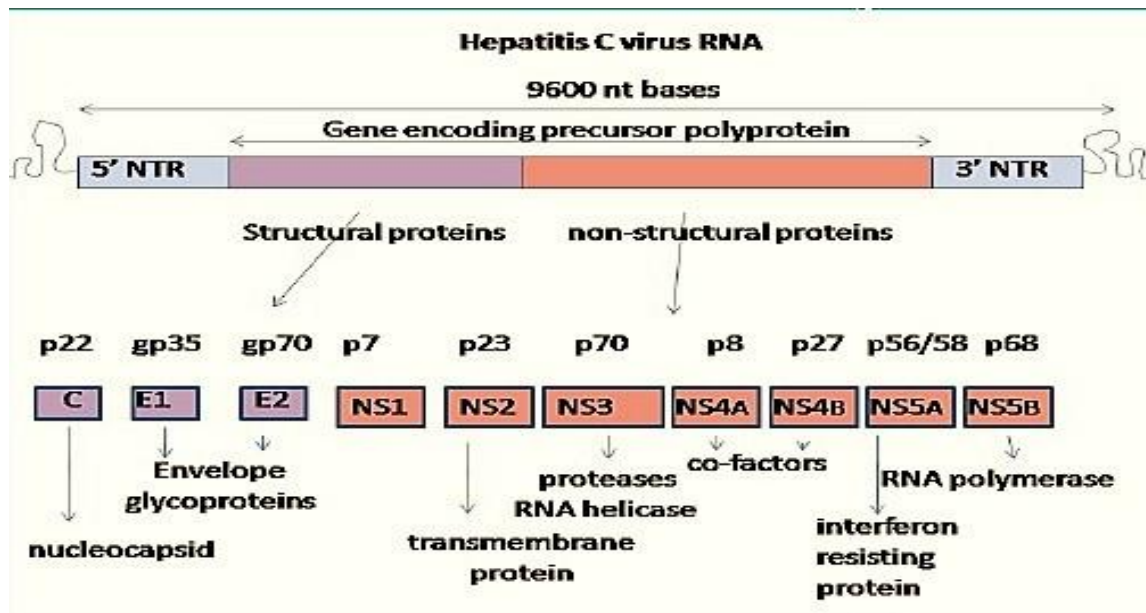 Hepatitis C virus RNA
9600 nt bases
Gene encoding precursor polyprotein
5' NTR 3' NTR
Structural proteins non-structural proteins
p22 gp35 gp70 p7 p23 p70 p8 p27 p56/58 p68
C E1 E2 NS1 NS2 NS3 NS4A NS4B NS5A NS5B
Envelope
glycoproteins
nucleocapsid
transmembrane
protein
proteases
RNA helicase
co-factors
interferon
resisting
protein
RNA polymerase